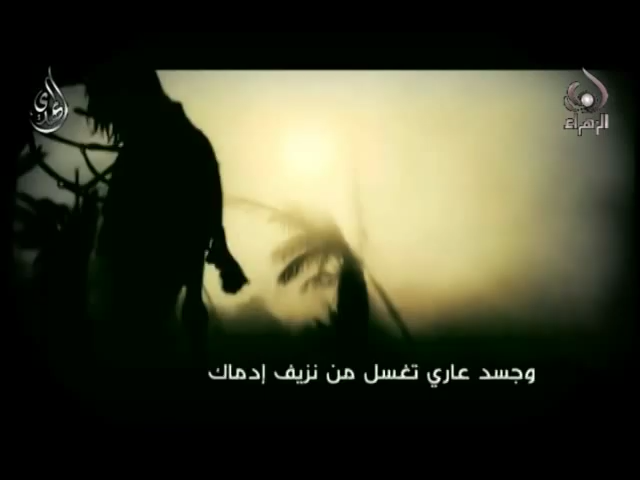 الزهراء
وجسد عاري تغسل من نزيف إدماك